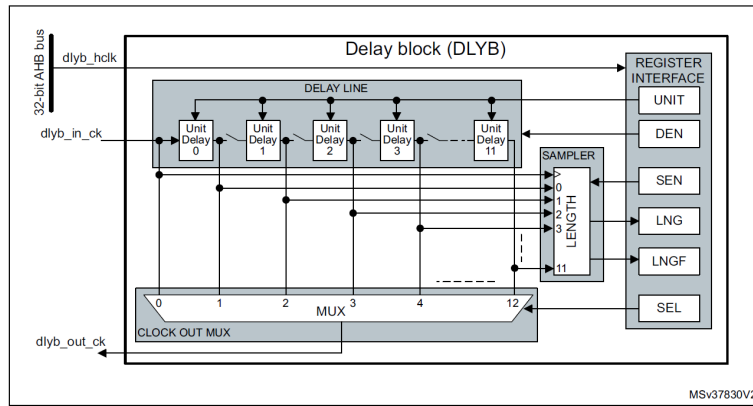 Delay block (DLYB)
32-bit AHB bus
dlyb_hclk
REGISTER
INTERFACE
DELAY LINE
UNIT
dlyb_in_ck
Unit
Delay
0
Unit
Delay
1
Unit
Delay
2
Unit
Delay
3
Unit
Delay
11
DEN
SAMPLER
>
0
1
2
3
11
LENGTH
SEN
LNG
LNGF
0
1
2
3
4
12
MUX
SEL
CLOCK OUT MUX
dlyb_out_ck
MSv37830V2